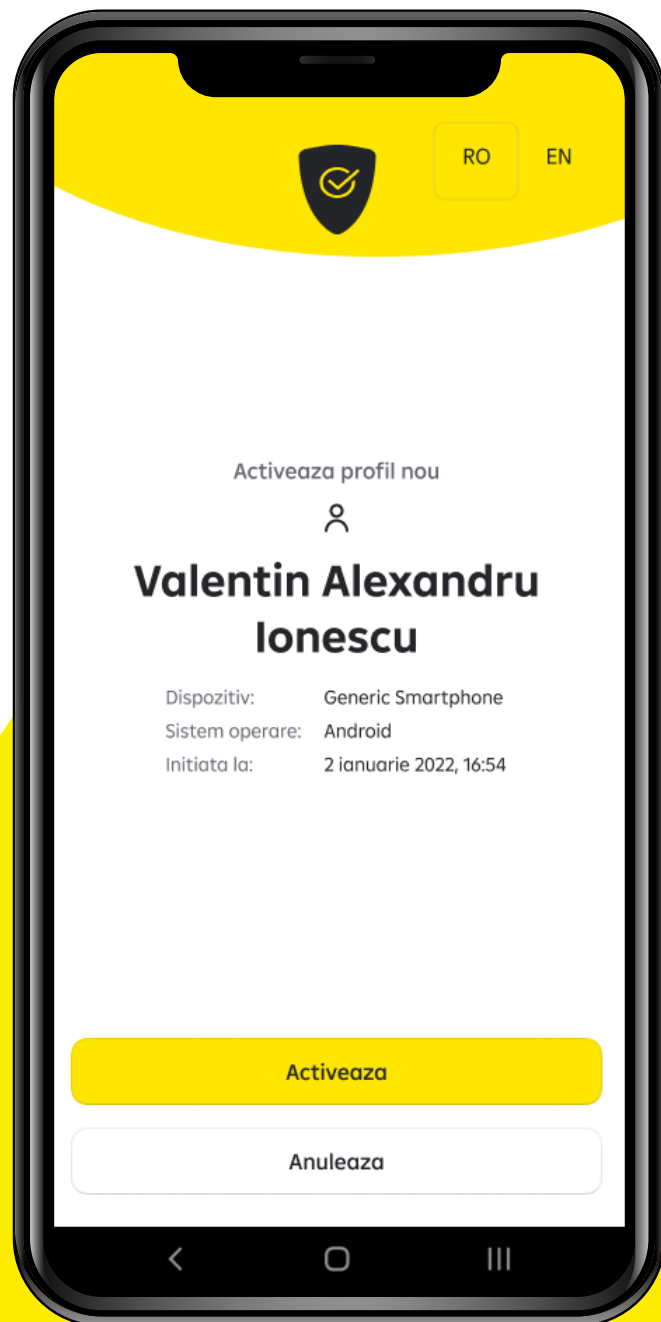 RO EN
Activeaza profil nou
Valentin Alexandru
Ionescu
Dispozitiv: Generic Smartphone
Sistem operare: Android
Initiata la: 2 ianuarie 2022, 16:54
Activeaza
Anuleaza